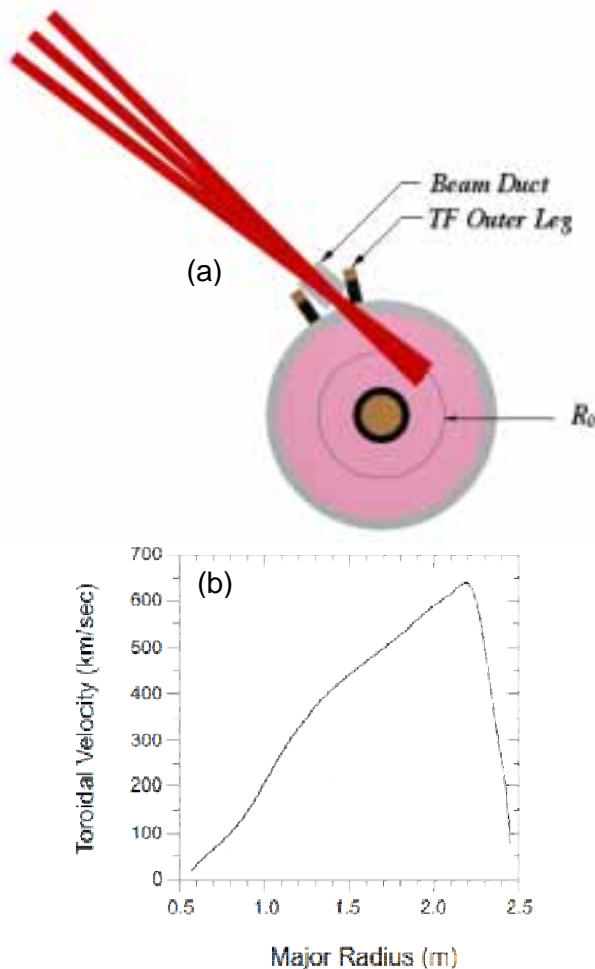 Beam Duct
TF Outer Leg
(a)
R₀
(b)
700
600
500
400
300
200
100
0
Toroidal Velocity (km/sec)
0.5 1.0 1.5 2.0 2.5
Major Radius (m)